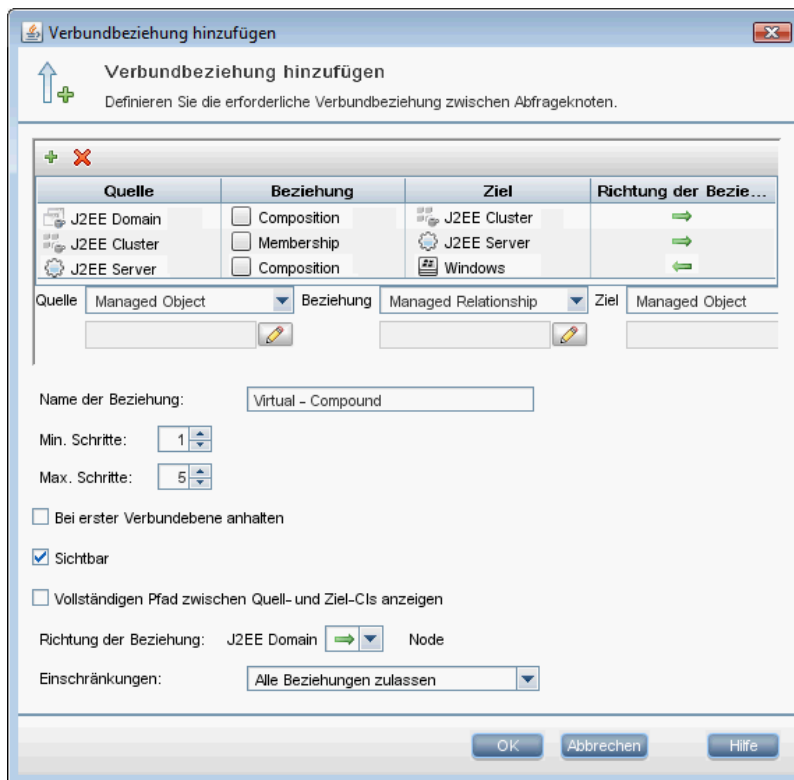 Verbundbeziehung hinzufügen
Verbundbeziehung hinzufügen
Definieren Sie die erforderliche Verbundbeziehung zwischen Abfrageknoten.
Quelle Beziehung Ziel Richtung der Bezie...
J2EE Domain Composition J2EE Cluster
J2EE Cluster Membership J2EE Server
J2EE Server Composition Windows
Quelle Managed Object Beziehung Managed Relationship Ziel Managed Object
Name der Beziehung: Virtual - Compound
Min. Schritte: 1
Max. Schritte: 5
Bei erster Verbundebene anhalten
Sichtbar
Vollständigen Pfad zwischen Quell- und Ziel-CIs anzeigen
Richtung der Beziehung: J2EE Domain Node
Einschränkungen: Alle Beziehungen zulassen
OK Abbrechen Hilfe